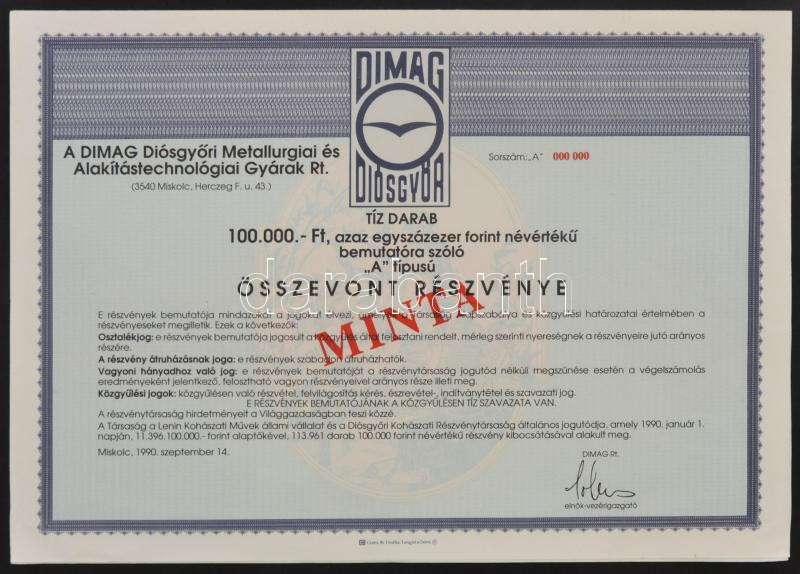 DIMAG
DIÓSGYŐR
A DIMAG Diósgyőri Metallurgiai és
Alakítástechnológiai Gyárak Rt.
(3540 Miskolc, Herczeg F. u. 43.)
Sorszám: „A" 000 000
TÍZ DARAB
100.000.- Ft, azaz egyszázezer forint névértékű
bemutatóra szóló
„A" típusú
ÖSSZEVONT RÉSZVÉNYE
darabanth
MINTA
E részvények bemutatója mindazokat a jogokat élvezi, amelyek a társaság alapszabálya és közgyűlési határozatai értelmében a
részvényeseket megilletik. Ezek a következők:
Osztalékjog: e részvények bemutatója jogosult a közgyűlés által felosztani rendelt, mérleg szerinti nyereségnek a részvényeire jutó arányos
részére.
A részvény átruházásnak joga: e részvények szabadon átruházhatók.
Vagyoni hányadhoz való jog: e részvények bemutatóját a részvénytársaság jogutód nélküli megszűnése esetén a végelszámolás
eredményeként jelentkező, felosztható vagyon részvényeivel arányos része illeti meg.
Közgyűlési jogok: közgyűlésen való részvétel, felvilágosítás kérés, észrevétel-, indítványtétel és szavazati jog.
E RÉSZVÉNYEK BEMUTATÓJÁNAK A KÖZGYŰLÉSEN TÍZ SZAVAZATA VAN.
A részvénytársaság hirdetményeit a Világgazdaságban teszi közzé.
A Társaság a Lenin Kohászati Művek állami vállalat és a Diósgyőri Kohászati Részvénytársaság általános jogutódja, amely 1990. január 1.
napján, 11.396.100.000.- forint alaptőkével, 113.961 darab 100.000 forint névértékű részvény kibocsátásával alakult meg.
Miskolc, 1990. szeptember 14.
DIMAG Rt.
elnök-vezérigazgató